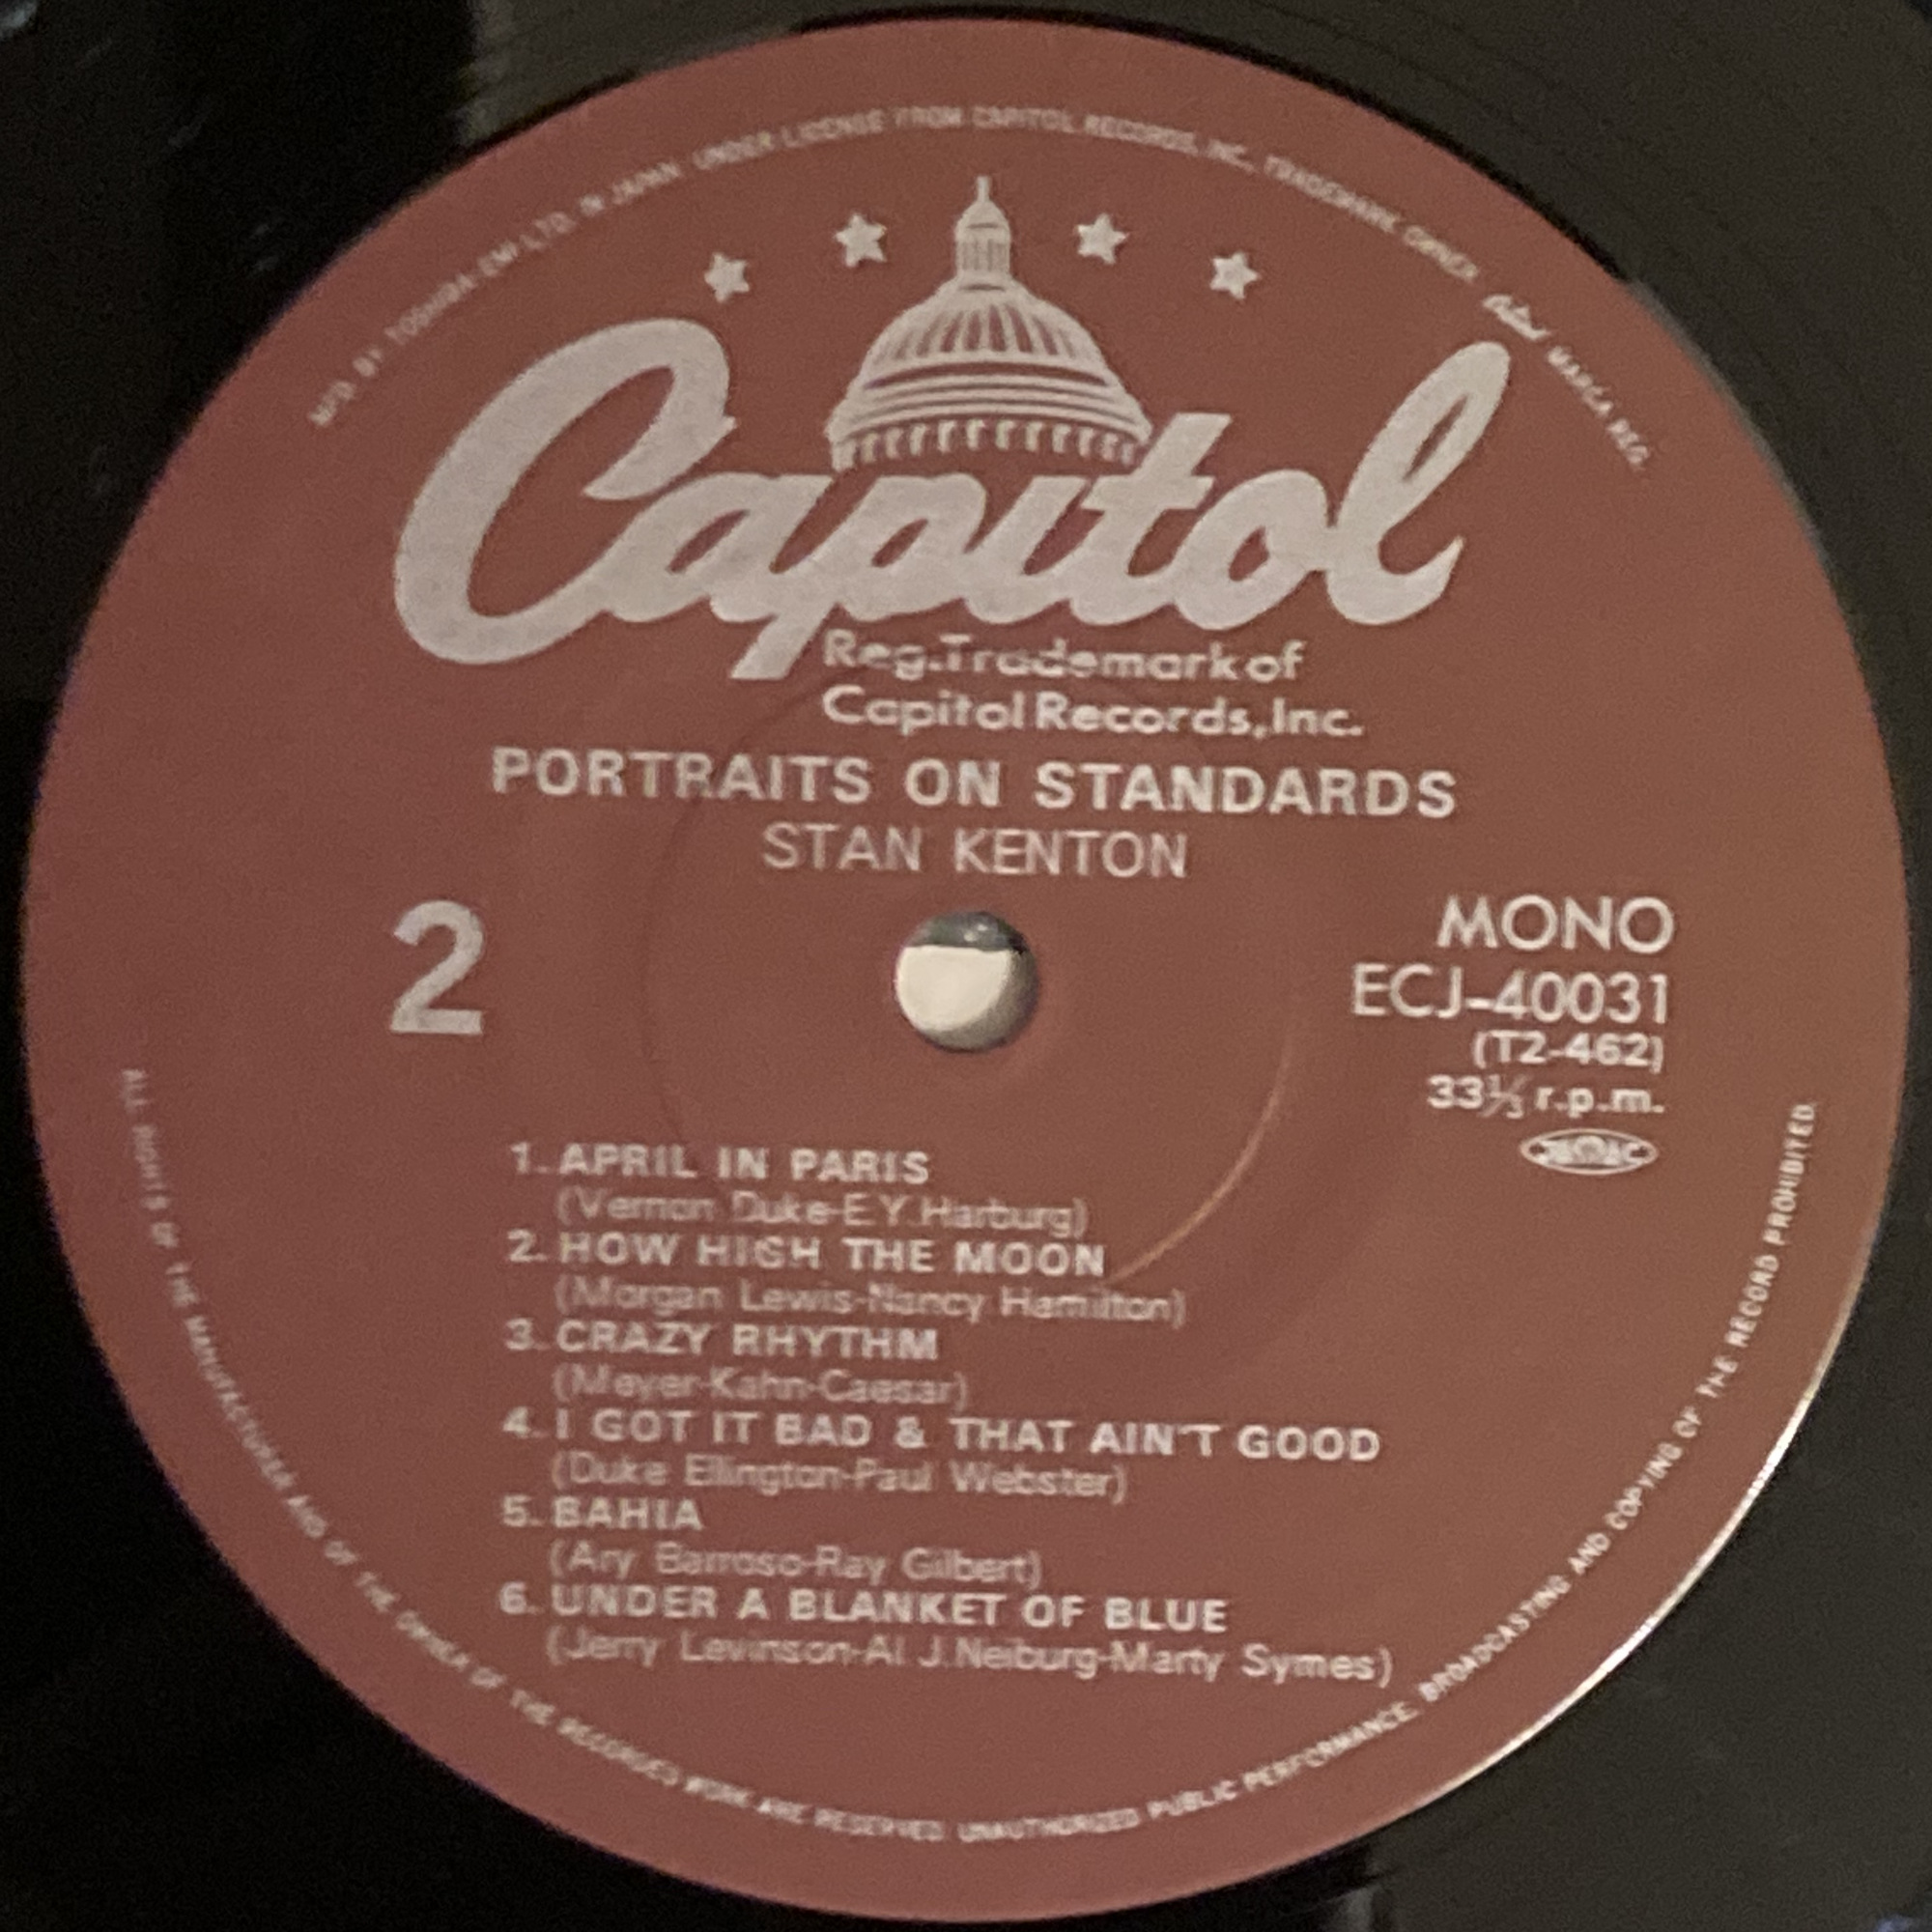 MFD. BY TOSHIBA-EMI LTD. IN JAPAN. UNDER LICENSE FROM CAPITOL RECORDS, INC., TRADEMARK OWNER. Capitol MARCA REG.
Capitol
Reg.Trademark of
Capitol Records, Inc.
PORTRAITS ON STANDARDS
STAN KENTON
2
MONO
ECJ-40031
(T2-462)
33⅓ r.p.m.
1. APRIL IN PARIS
(Vernon Duke-E.Y.Harburg)
2. HOW HIGH THE MOON
(Morgan Lewis-Nancy Hamilton)
3. CRAZY RHYTHM
(Meyer-Kahn-Caesar)
4. I GOT IT BAD & THAT AIN'T GOOD
(Duke Ellington-Paul Webster)
5. BAHIA
(Ary Barroso-Ray Gilbert)
6. UNDER A BLANKET OF BLUE
(Jerry Levinson-Al J.Neiburg-Marty Symes)
ALL RIGHTS OF THE MANUFACTURER AND OF THE OWNER OF THE RECORDED WORK ARE RESERVED. UNAUTHORIZED PUBLIC PERFORMANCE, BROADCASTING AND COPYING OF THE RECORD PROHIBITED.